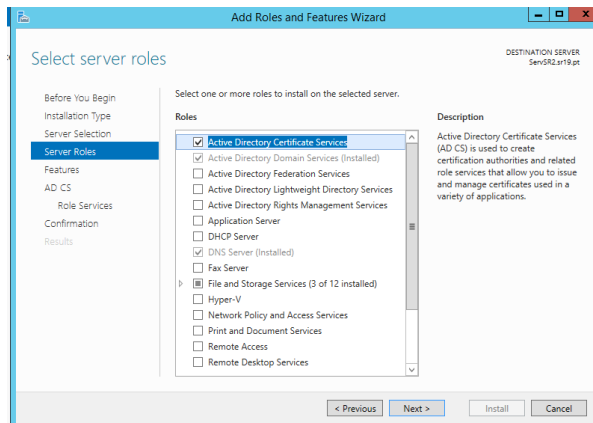 Add Roles and Features Wizard
Select server roles
DESTINATION SERVER
ServSR2.sr19.pt
Before You Begin
Installation Type
Server Selection
Server Roles
Features
AD CS
Role Services
Confirmation
Results
Select one or more roles to install on the selected server.
Roles
Active Directory Certificate Services
Active Directory Domain Services (Installed)
Active Directory Federation Services
Active Directory Lightweight Directory Services
Active Directory Rights Management Services
Application Server
DHCP Server
DNS Server (Installed)
Fax Server
File and Storage Services (3 of 12 installed)
Hyper-V
Network Policy and Access Services
Print and Document Services
Remote Access
Remote Desktop Services
Description
Active Directory Certificate Services
(AD CS) is used to create
certification authorities and related
role services that allow you to issue
and manage certificates used in a
variety of applications.
< Previous
Next >
Install
Cancel